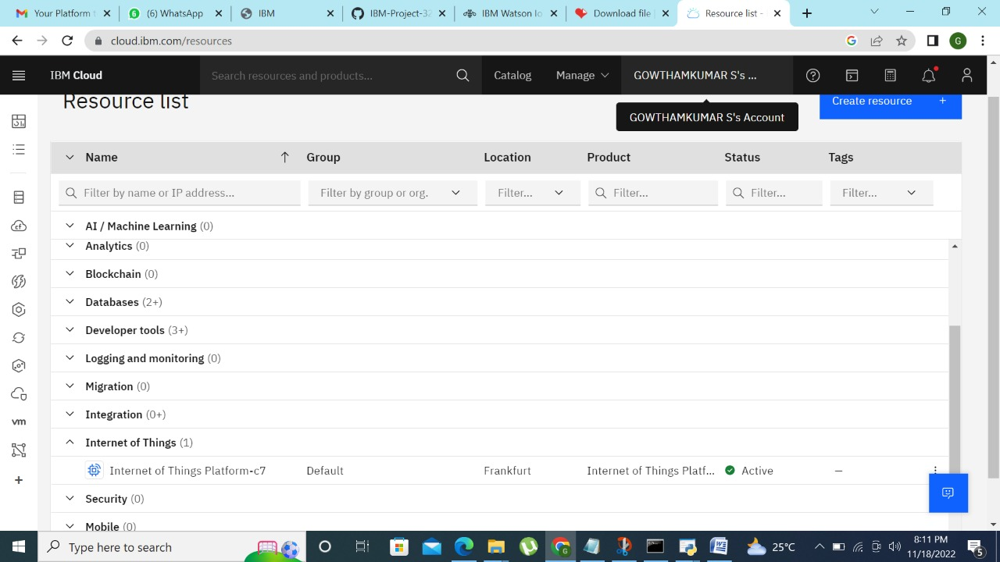 Your Platform
(6) WhatsApp
IBM
IBM-Project-32
IBM Watson Io
Download file
Resource list -
cloud.ibm.com/resources
G
IBM Cloud
Search resources and products...
Catalog
Manage
GOWTHAMKUMAR S's ...
Resource list
GOWTHAMKUMAR S's Account
Create resource +
Name
Group
Location
Product
Status
Tags
Filter by name or IP address...
Filter by group or org.
Filter...
Filter...
Filter...
Filter...
AI / Machine Learning (0)
Analytics (0)
Blockchain (0)
Databases (2+)
Developer tools (3+)
Logging and monitoring (0)
Migration (0)
Integration (0+)
Internet of Things (1)
Internet of Things Platform-c7
Default
Frankfurt
Internet of Things Platf...
Active
—
Security (0)
Mobile (0)
vm
Type here to search
25°C
8:11 PM
11/18/2022
5